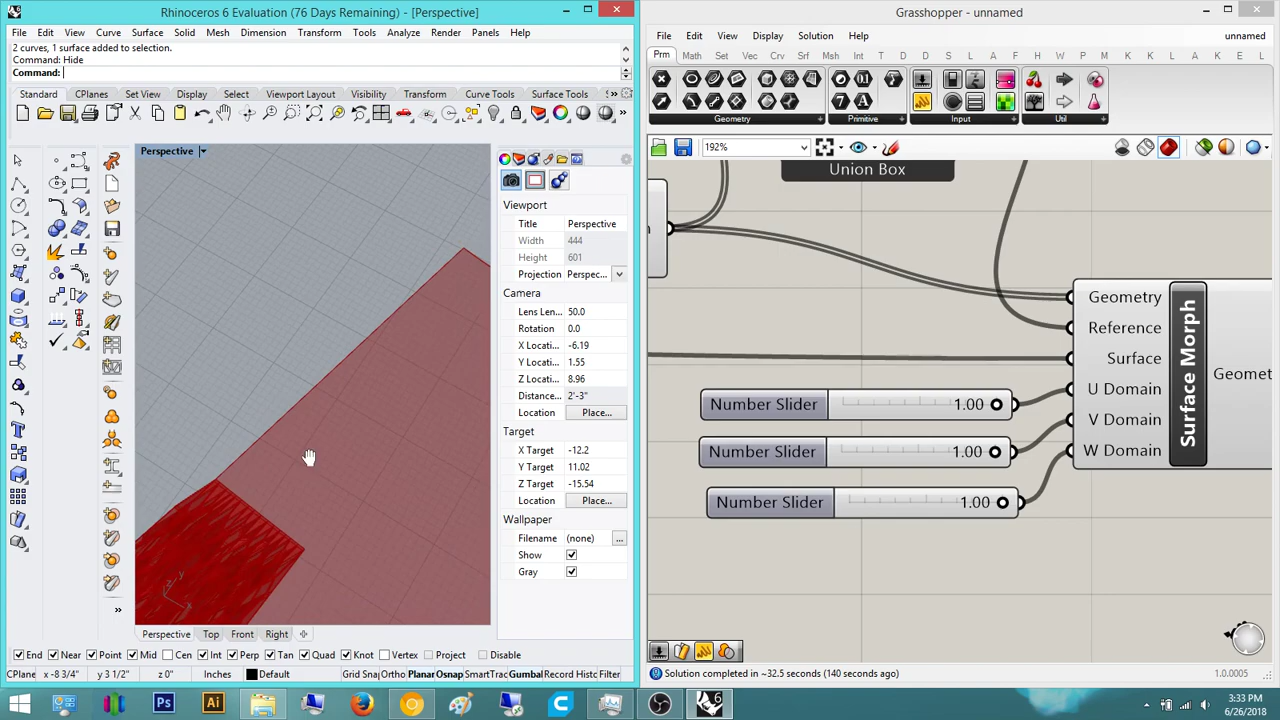 Rhinoceros 6 Evaluation (76 Days Remaining) - [Perspective]
File Edit View Curve Surface Solid Mesh Dimension Transform Tools Analyze Render Panels Help
2 curves, 1 surface added to selection.
Command: Hide
Command:
Standard CPlanes Set View Display Select Viewport Layout Visibility Transform Curve Tools Surface Tools »
Perspective
Viewport
Title Perspective
Width 444
Height 601
Projection Perspec...
Camera
Lens Len... 50.0
Rotation 0.0
X Locati... -6.19
Y Locati... 1.55
Z Locati... 8.96
Distance... 2'-3"
Location Place...
Target
X Target -12.2
Y Target 11.02
Z Target -15.54
Location Place...
Wallpaper
Filename (none) ...
Show
Gray
z y x
Perspective Top Front Right
End Near Point Mid Cen Int Perp Tan Quad Knot Vertex Project Disable
CPlane x -8 3/4" y 3 1/2" z 0" Inches Default Grid Snaj Ortho Planar Osnap SmartTrac Gumbal Record Histc Filter
Grasshopper - unnamed
File Edit View Display Solution Help unnamed
Prm Math Set Vec Crv Srf Msh Int T D S A F H W P L M F E L
Geometry Primitive Input Util
192%
Union Box
Geometry
Reference
Surface
U Domain
V Domain
W Domain
Surface Morph
Geomet
Number Slider 1.00
Number Slider 1.00
Number Slider 1.00
Solution completed in ~32.5 seconds (140 seconds ago) 1.0.0005
Ps Ai 6
3:33 PM
6/26/2018